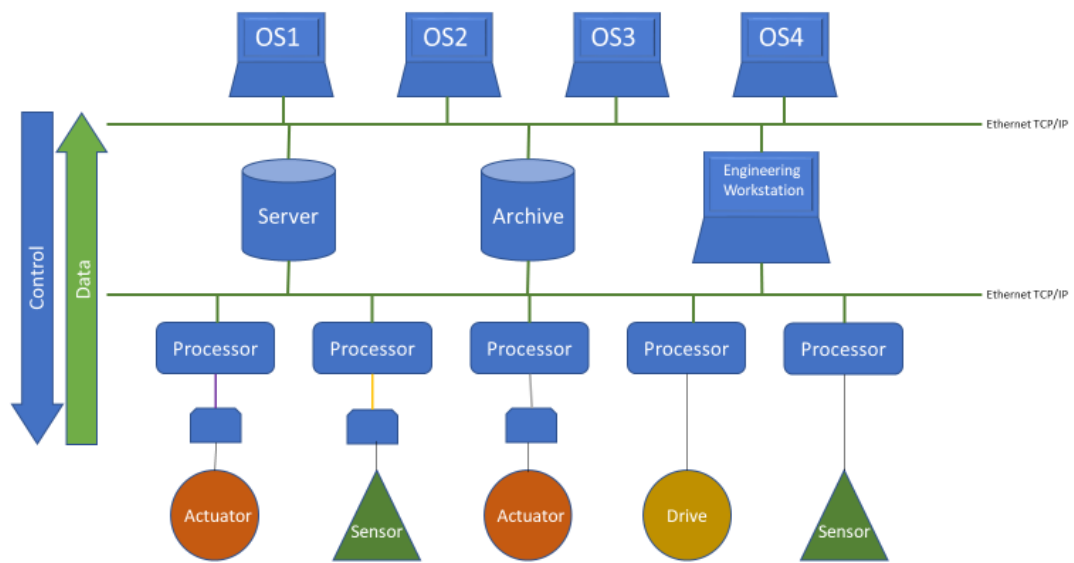 OS1
OS2
OS3
OS4
Ethernet TCP/IP
Control
Data
Server
Archive
Engineering
Workstation
Ethernet TCP/IP
Processor
Processor
Processor
Processor
Processor
Actuator
Sensor
Actuator
Drive
Sensor